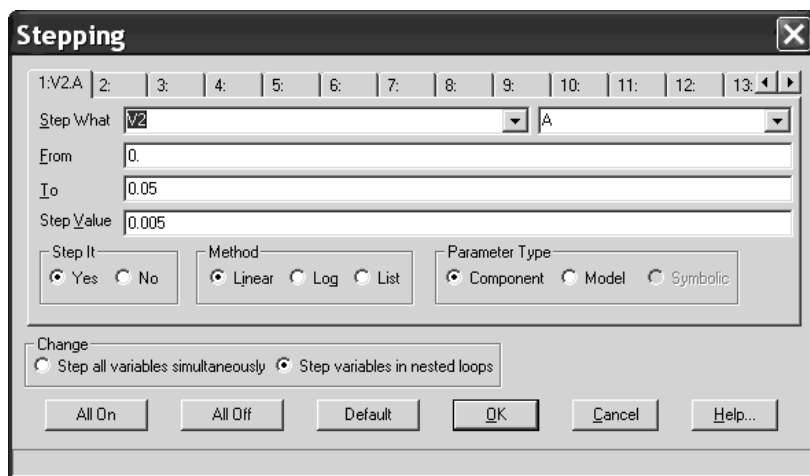 Stepping
1:V2.A 2: 3: 4: 5: 6: 7: 8: 9: 10: 11: 12: 13:
Step What V2 A
From 0.
To 0.05
Step Value 0.005
Step It Method Parameter Type
Yes No Linear Log List Component Model Symbolic
Change
Step all variables simultaneously Step variables in nested loops
All On All Off Default OK Cancel Help...